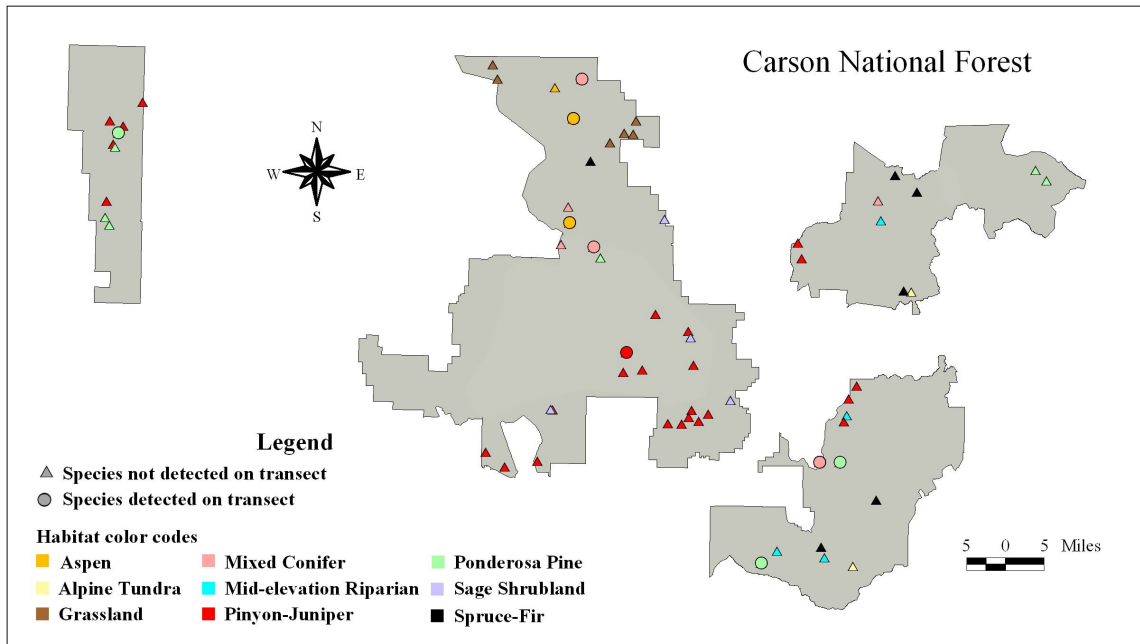 Carson National Forest
N
W E
S
Legend
Species not detected on transect
Species detected on transect
Habitat color codes
Aspen
Mixed Conifer
Ponderosa Pine
Alpine Tundra
Mid-elevation Riparian
Sage Shrubland
Grassland
Pinyon-Juniper
Spruce-Fir
5 0 5 Miles